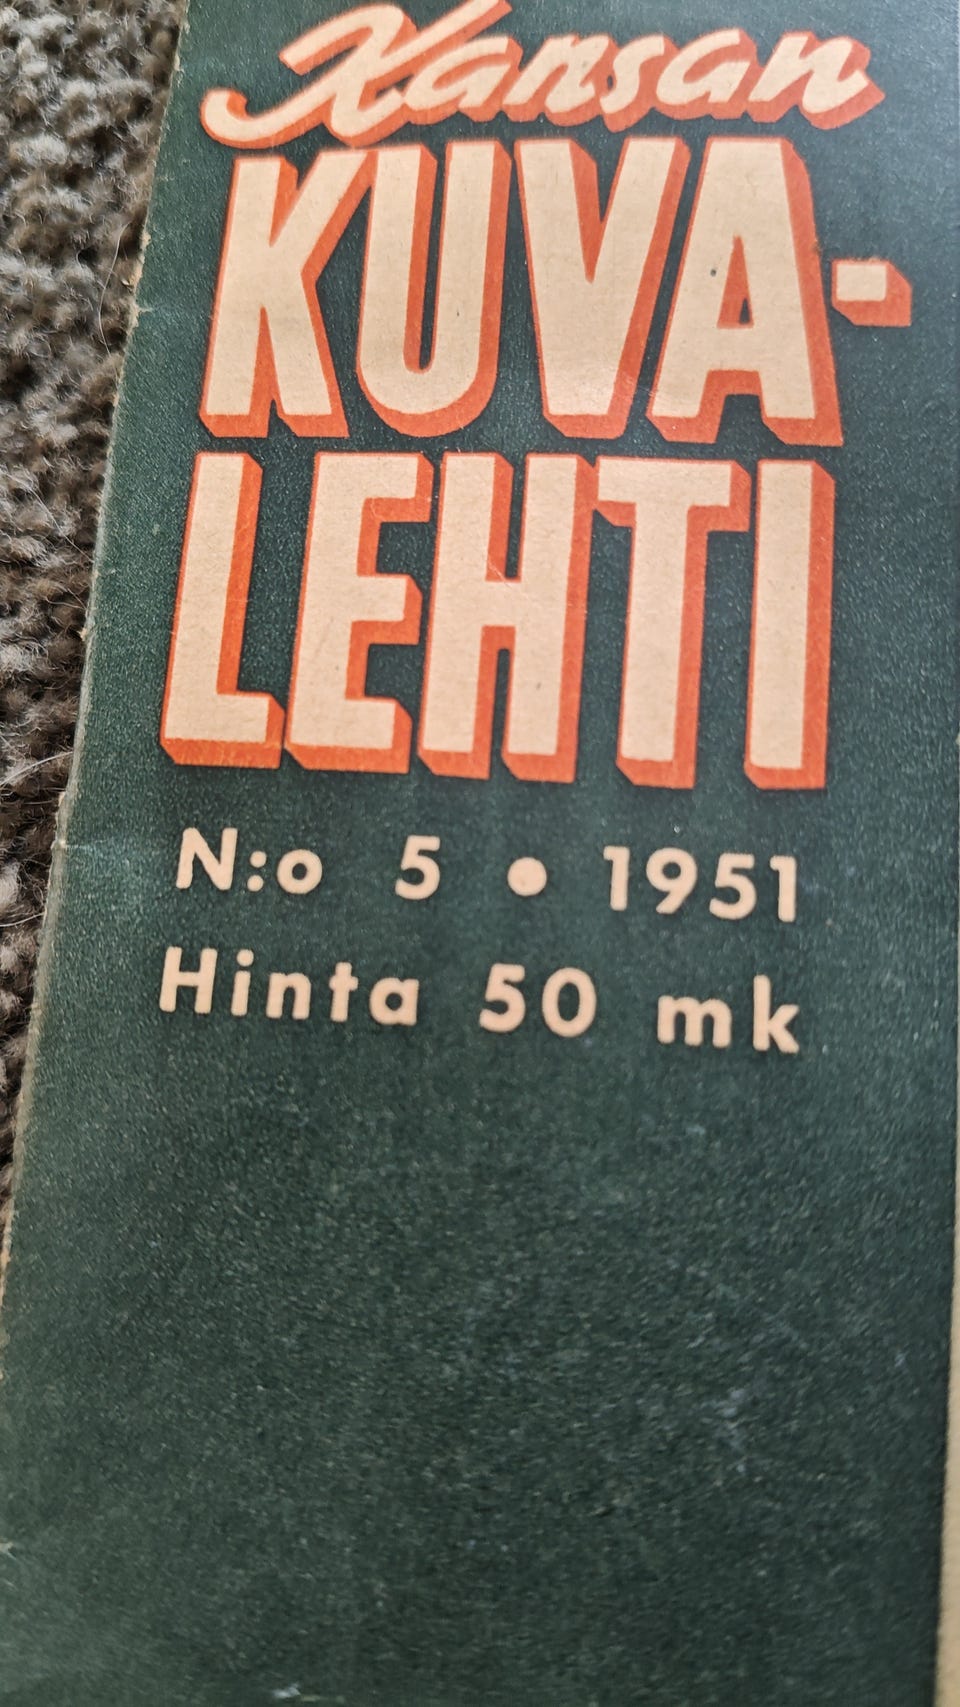 Kansan
KUVA-
LEHTI
N:o 5 • 1951
Hinta 50 mk